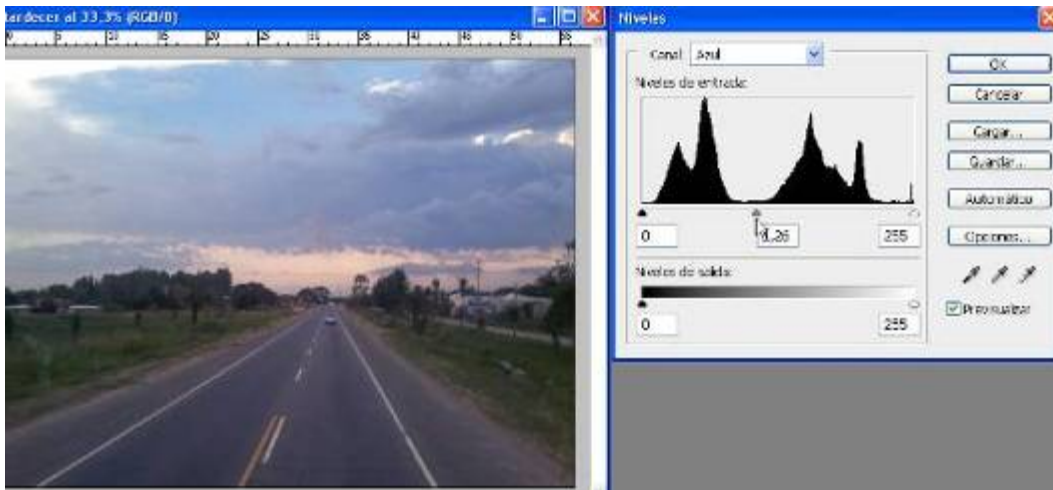 tardecer al 33,3% (RGB/8)
Niveles
Canal: Azul
Niveles de entrada:
0 1,26 255
Niveles de salida:
0 255
OK
Cancelar
Cargar...
Guardar...
Automático
Opciones...
Previsualizar